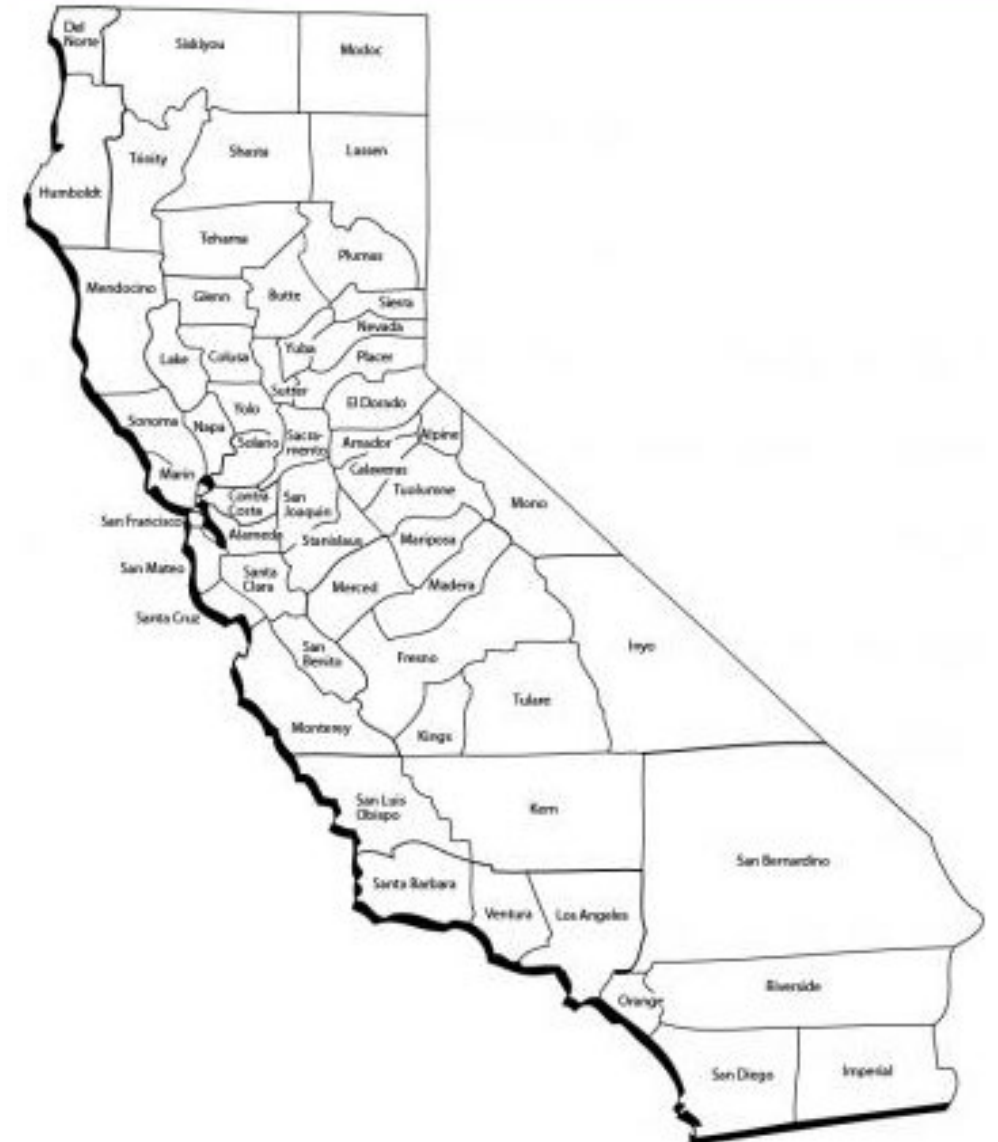 Del
Norte
Siskiyou
Modoc
Trinity
Shasta
Lassen
Humboldt
Tehama
Plumas
Mendocino
Glenn
Butte
Sierra
Nevada
Yuba
Lake
Colusa
Placer
Sutter
El Dorado
Yolo
Sonoma
Napa
Solano
Sacra-
mento
Amador
Alpine
Calaveras
Marin
Tuolumne
Contra
Costa
San
Joaquin
Mono
San Francisco
Alameda
Stanislaus
Mariposa
San Mateo
Santa
Clara
Merced
Madera
Santa Cruz
San
Benito
Fresno
Inyo
Tulare
Monterey
Kings
San Luis
Obispo
Kern
San Bernardino
Santa Barbara
Ventura
Los Angeles
Orange
Riverside
San Diego
Imperial